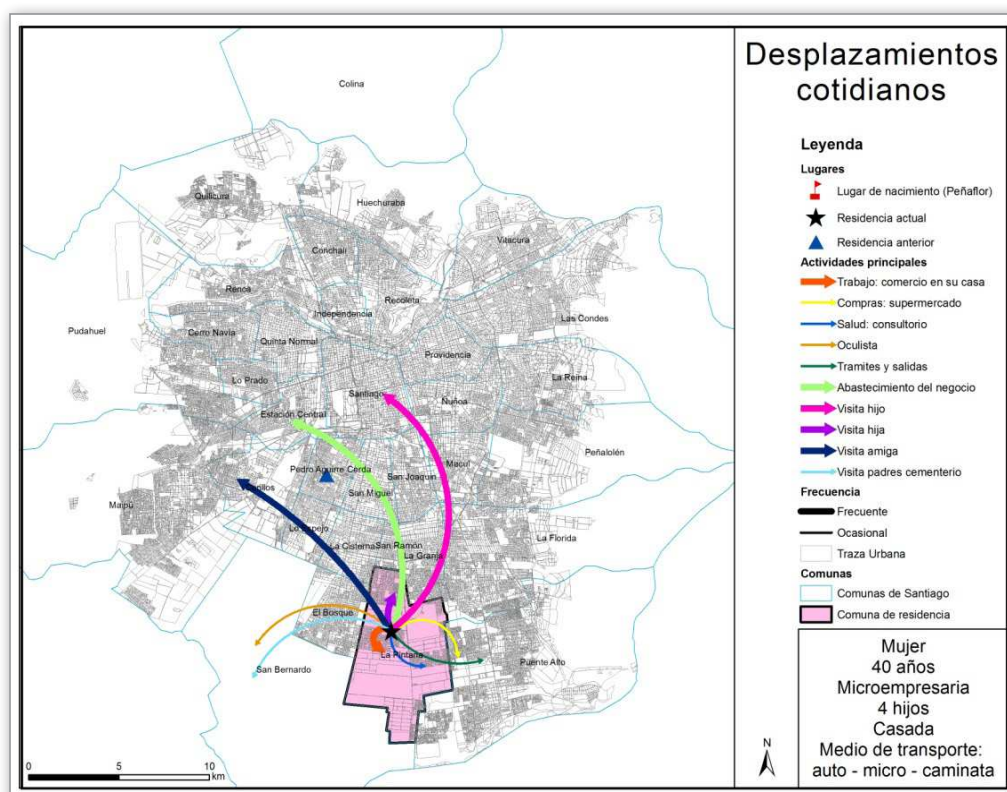 Desplazamientos
cotidianos
Leyenda
Lugares
Lugar de nacimiento (Peñaflor)
Residencia actual
Residencia anterior
Actividades principales
Trabajo: comercio en su casa
Compras: supermercado
Salud: consultorio
Oculista
Tramites y salidas
Abastecimiento del negocio
Visita hijo
Visita hija
Visita amiga
Visita padres cementerio
Frecuencia
Frecuente
Ocasional
Traza Urbana
Comunas
Comunas de Santiago
Comuna de residencia
Mujer
40 años
Microempresaria
4 hijos
Casada
Medio de transporte:
auto - micro - caminata
N
Colina
Quilicura
Huechuraba
Vitacura
Conchalí
Renca
Recoleta
Independencia
Las Condes
Pudahuel
Cerro Navia
Quinta Normal
Providencia
Lo Prado
La Reina
Santiago
Ñuñoa
Estación Central
Macul
Peñalolén
Pedro Aguirre Cerda
San Joaquín
San Miguel
Maipú
La Cisterna
San Ramón
La Granja
La Florida
El Bosque
La Pintana
San Bernardo
Puente Alto
0 5 10
km